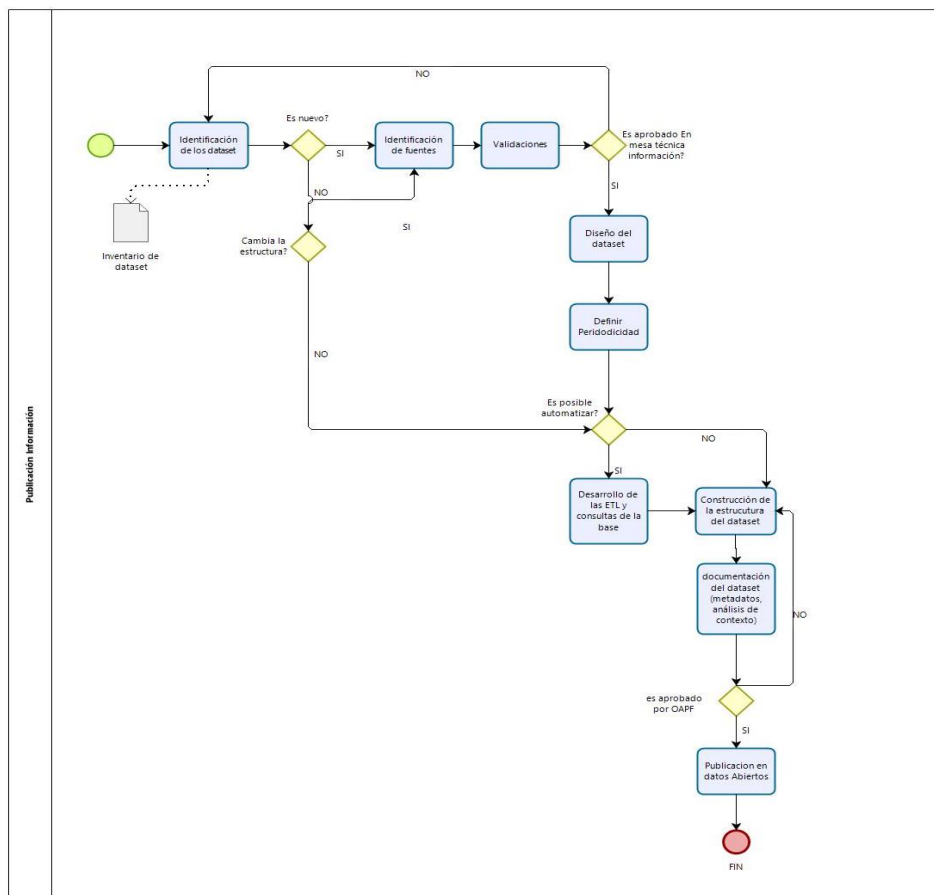 Publicación Información
NO
Es nuevo?
Identificación
de los dataset
SI
Identificación
de fuentes
Validaciones
Es aprobado En
mesa técnica
información?
NO
SI
SI
Inventario de
dataset
Cambia la
estructura?
Diseño del
dataset
Definir
Peridodicidad
NO
Es posible
automatizar?
NO
SI
Desarrollo de
las ETL y
consultas de la
base
Construcción de
la estrucutura
del dataset
documentación
del dataset
(metadatos,
análisis de
contexto)
NO
es aprobado
por OAPF
SI
Publicacion en
datos Abiertos
FIN